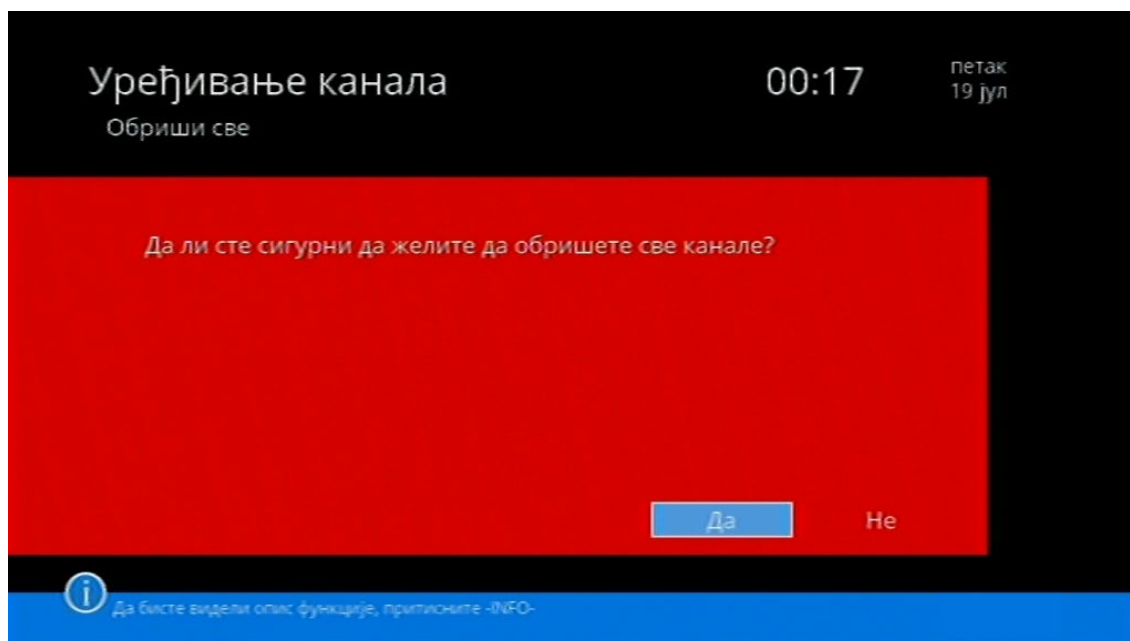 Уређивање канала
00:17
петак
19 јул
Обриши све
Да ли сте сигурни да желите да обришете све канале?
Да
Не
Да бисте видели опис функције, притисните -INFO-